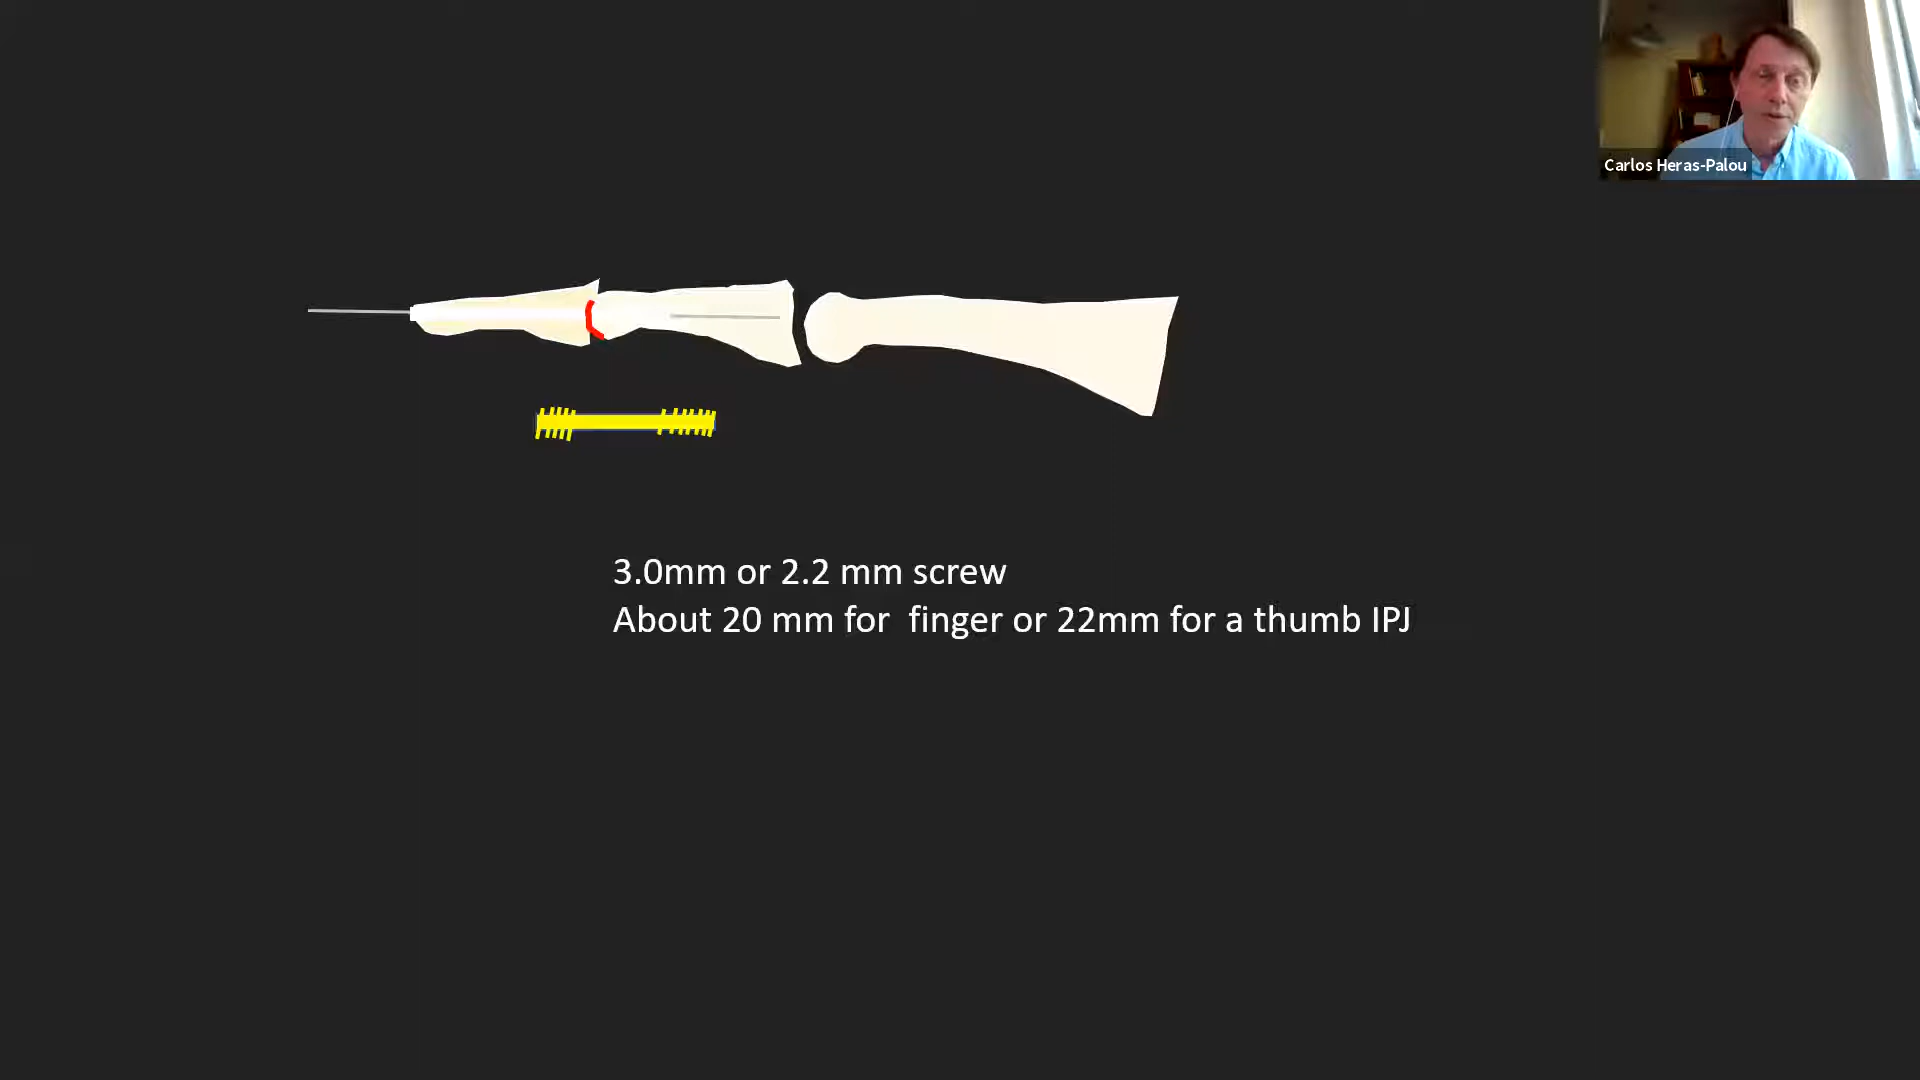 Carlos Heras-Palou
3.0mm or 2.2 mm screw
About 20 mm for  finger or 22mm for a thumb IPJ